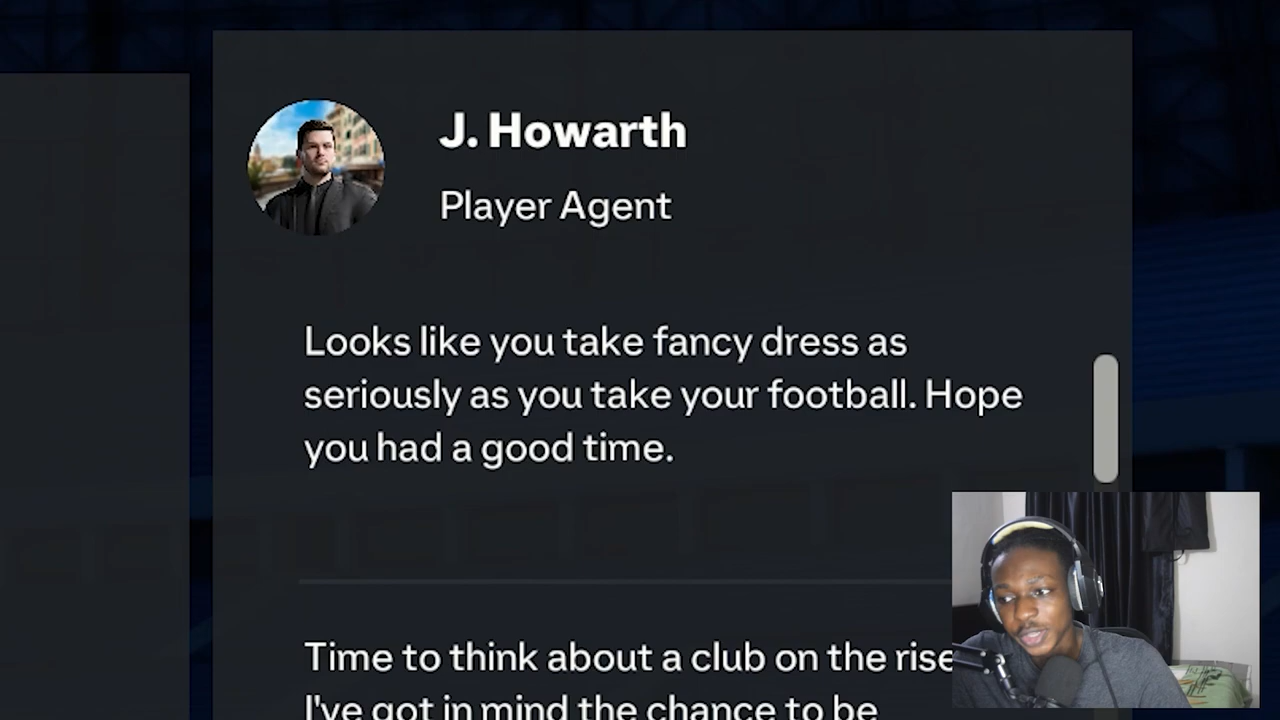 J. Howarth
Player Agent
Looks like you take fancy dress as
seriously as you take your football. Hope
you had a good time.
Time to think about a club on the rise
I've got in mind the chance to be